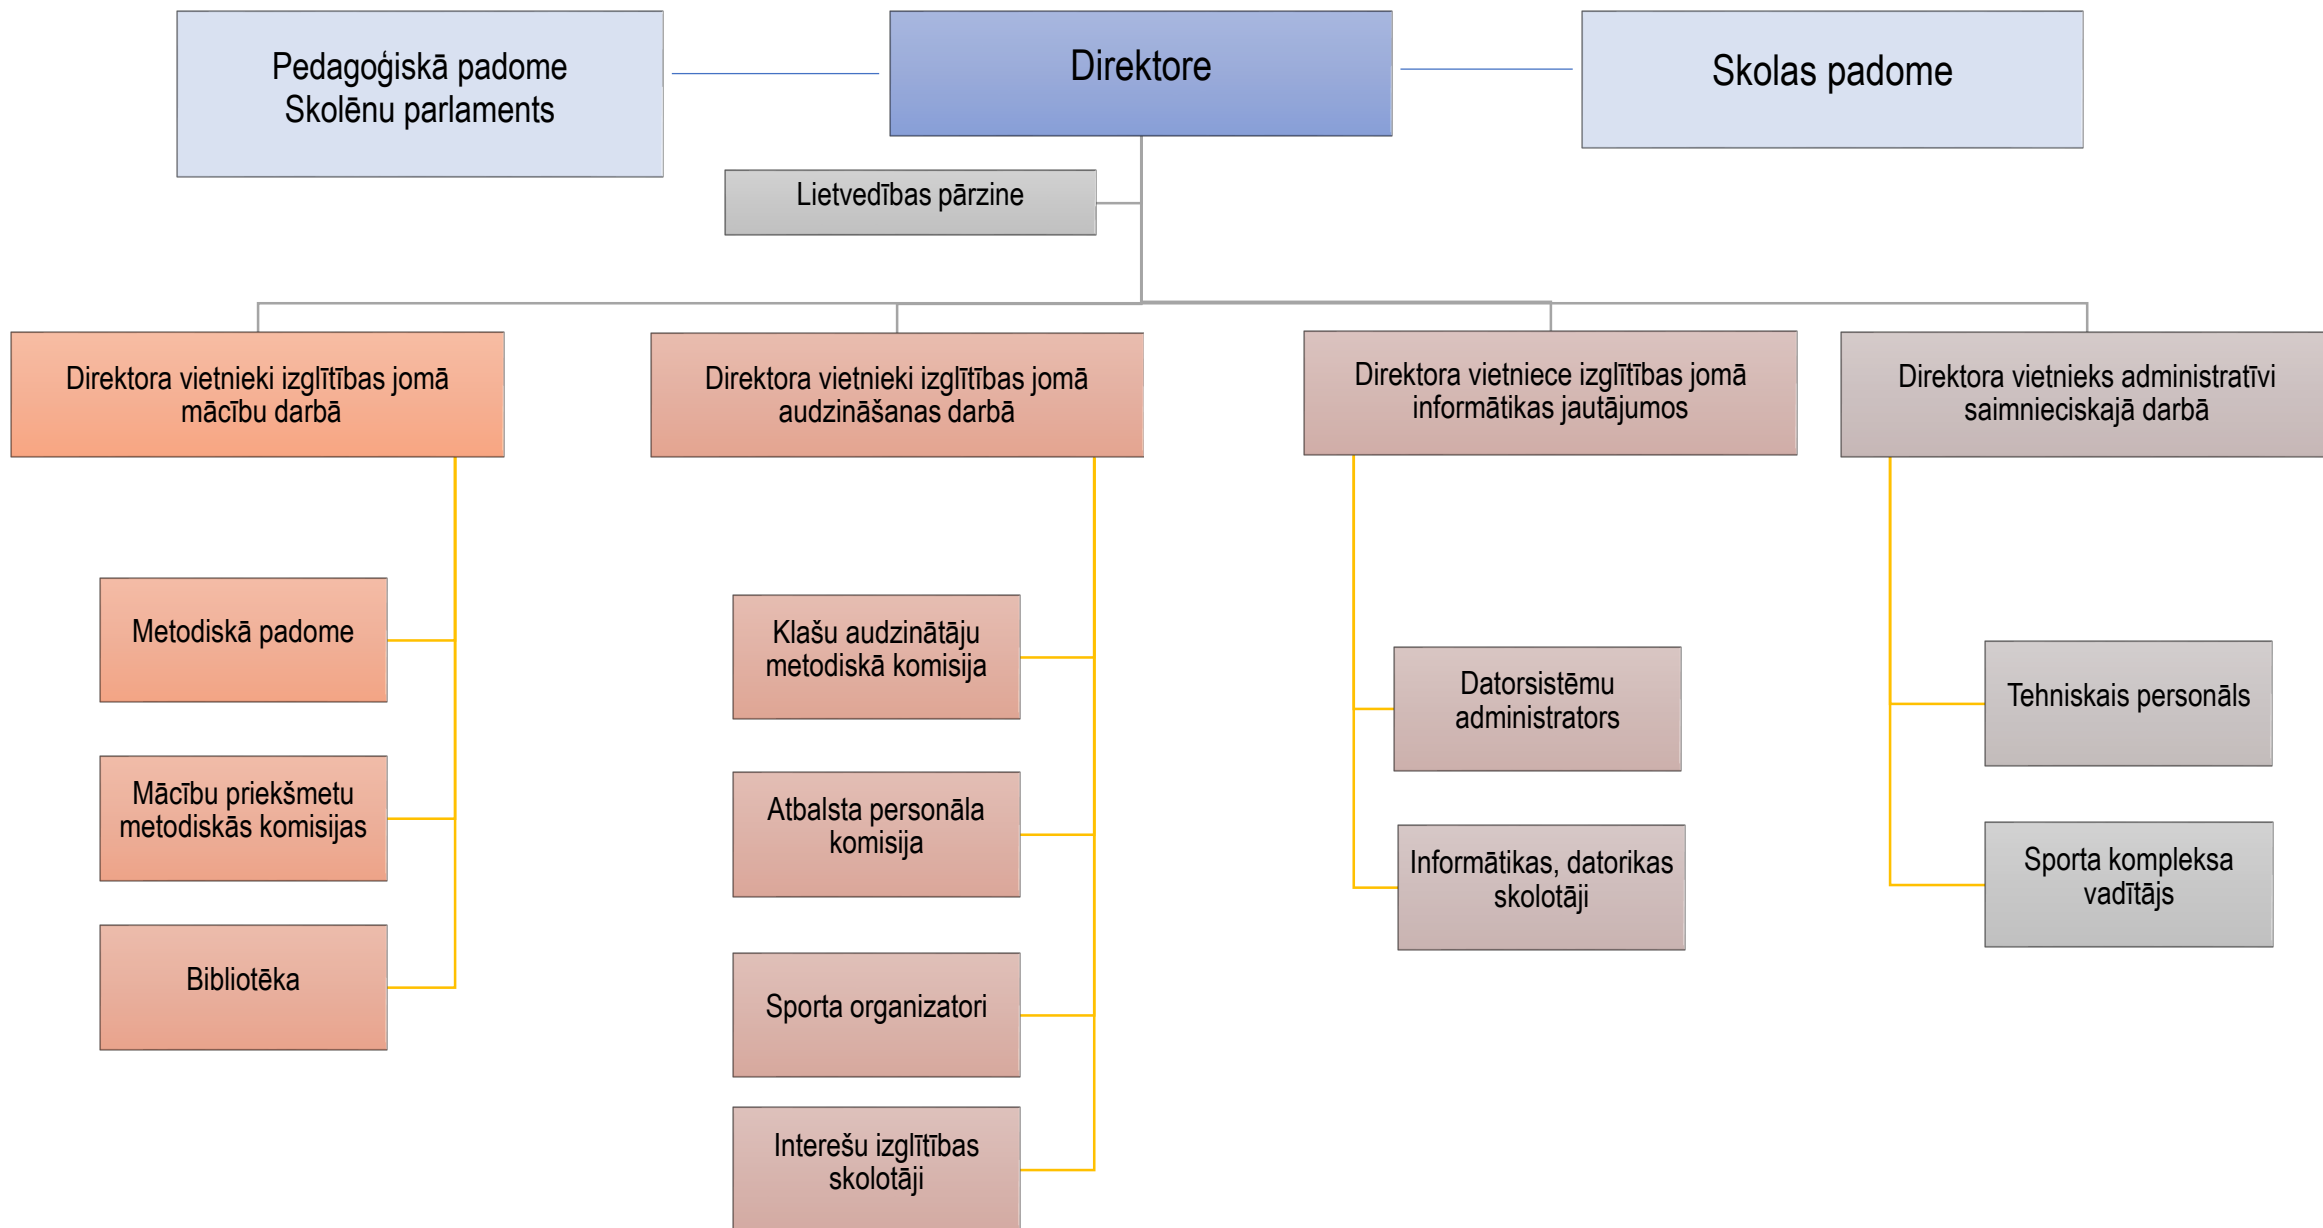 Pedagoģiskā padome
Skolēnu parlaments
Direktore
Skolas padome
Lietvedības pārzine
Direktora vietnieki izglītības jomā
mācību darbā
Direktora vietnieki izglītības jomā
audzināšanas darbā
Direktora vietniece izglītības jomā
informātikas jautājumos
Direktora vietnieks administratīvi
saimnieciskajā darbā
Metodiskā padome
Mācību priekšmetu
metodiskās komisijas
Bibliotēka
Klašu audzinātāju
metodiskā komisija
Atbalsta personāla
komisija
Sporta organizatori
Interešu izglītības
skolotāji
Datorsistēmu
administrators
Informātikas, datorikas
skolotāji
Tehniskais personāls
Sporta kompleksa
vadītājs